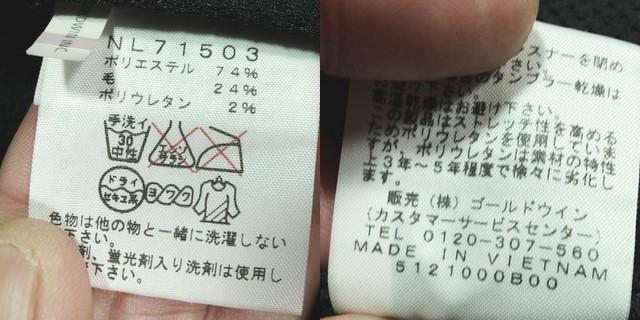 OWIN INC
NL71503
ポリエステル 74%
毛 24%
ポリウレタン 2%
手洗イ
30
中性
エンソ
サラシ
ドライ
セキユ系
ヨワク
色物は他の物と一緒に洗濯しない
下さい。
剤、蛍光剤入り洗剤は使用し
下さい。
スナーを閉め
のタンブラー乾燥は
高温はお避け下さい。
この製品はストレッチ性を高める
ためポリウレタンを使用していま
すが、ポリウレタンは素材の特性
上3年～5年程度で徐々に劣化し
ます。
販売(株)ゴールドウイン
(カスタマーサービスセンター)
TEL 0120-307-560
MADE IN VIETNAM
5121000B00